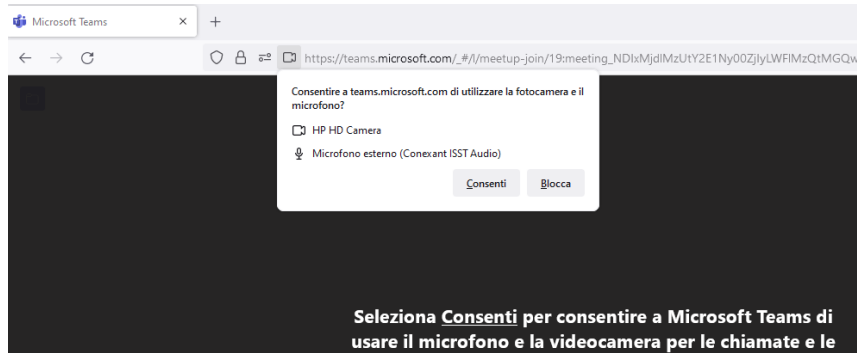 Microsoft Teams
https://teams.microsoft.com/_#/l/meetup-join/19:meeting_NDIxMjdlMzUtY2E1Ny00ZjIyLWFlMzQtMGQw
Consentire a teams.microsoft.com di utilizzare la fotocamera e il
microfono?
HP HD Camera
Microfono esterno (Conexant ISST Audio)
Consenti Blocca
Seleziona Consenti per consentire a Microsoft Teams di
usare il microfono e la videocamera per le chiamate e le